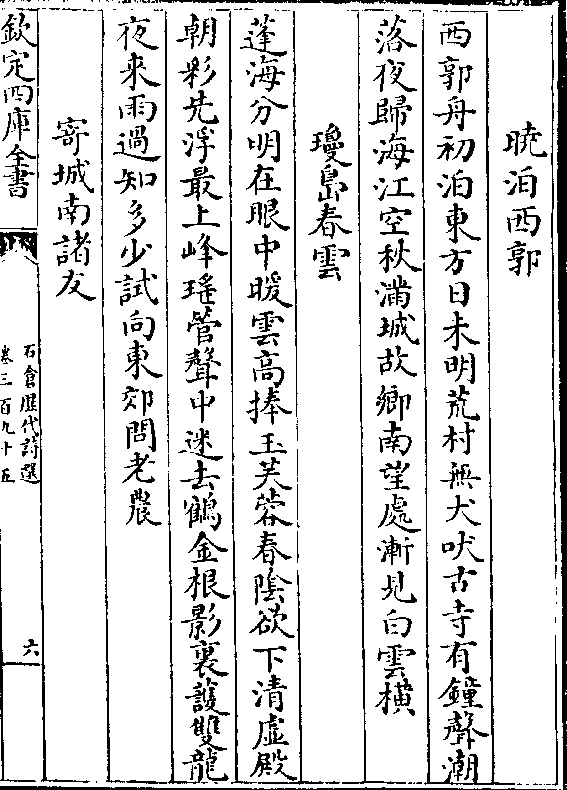 曉泊西郭
西郭舟初泊東方日未明荒村無犬吠古寺有鐘聲潮
落夜歸海江空秋滿城故鄉南望處漸見白雲橫
瓊島春雲
蓬海分明在眼中暖雲高捧玉芙蓉春陰欲下清虛殿
朝彩先浮最上峰瑤管聲中迷去鶴金根影裏護雙龍
夜来雨過知多少試向東郊問老農
寄城南諸友
欽定四庫全書
石倉歷代詩選
卷三百九十五
六